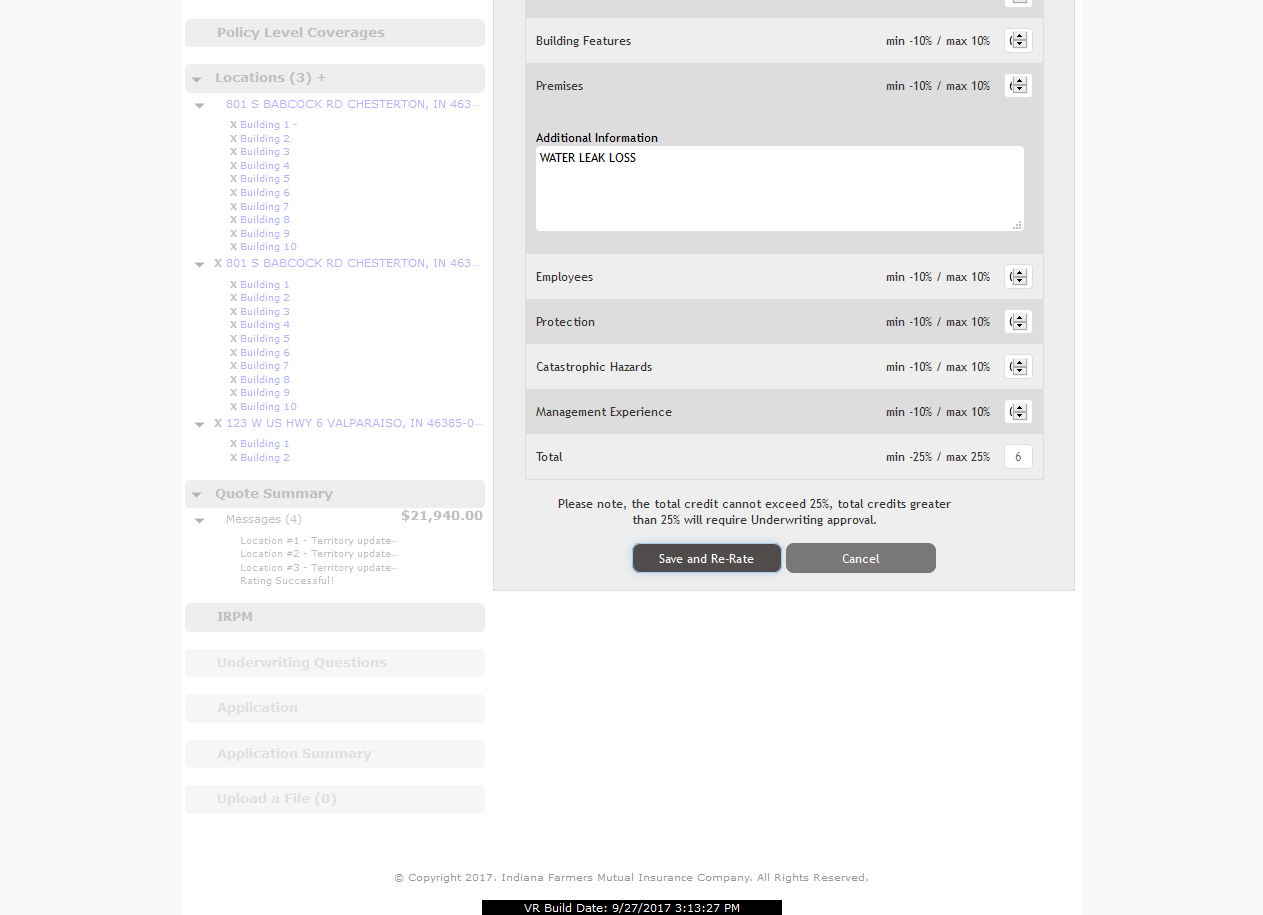 Policy Level Coverages
Locations (3) +
801 S BABCOCK RD CHESTERTON, IN 463...
X Building 1 -
X Building 2
X Building 3
X Building 4
X Building 5
X Building 6
X Building 7
X Building 8
X Building 9
X Building 10
X 801 S BABCOCK RD CHESTERTON, IN 463...
X Building 1
X Building 2
X Building 3
X Building 4
X Building 5
X Building 6
X Building 7
X Building 8
X Building 9
X Building 10
X 123 W US HWY 6 VALPARAISO, IN 46385-0...
X Building 1
X Building 2
Quote Summary
Messages (4) $21,940.00
Location #1 - Territory update...
Location #2 - Territory update...
Location #3 - Territory update...
Rating Successful!
IRPM
Underwriting Questions
Application
Application Summary
Upload a File (0)
Building Features min -10% / max 10%
Premises min -10% / max 10%
Additional Information
WATER LEAK LOSS
Employees min -10% / max 10%
Protection min -10% / max 10%
Catastrophic Hazards min -10% / max 10%
Management Experience min -10% / max 10%
Total min -25% / max 25% 6
Please note, the total credit cannot exceed 25%, total credits greater
than 25% will require Underwriting approval.
Save and Re-Rate Cancel
© Copyright 2017. Indiana Farmers Mutual Insurance Company. All Rights Reserved.
VR Build Date: 9/27/2017 3:13:27 PM